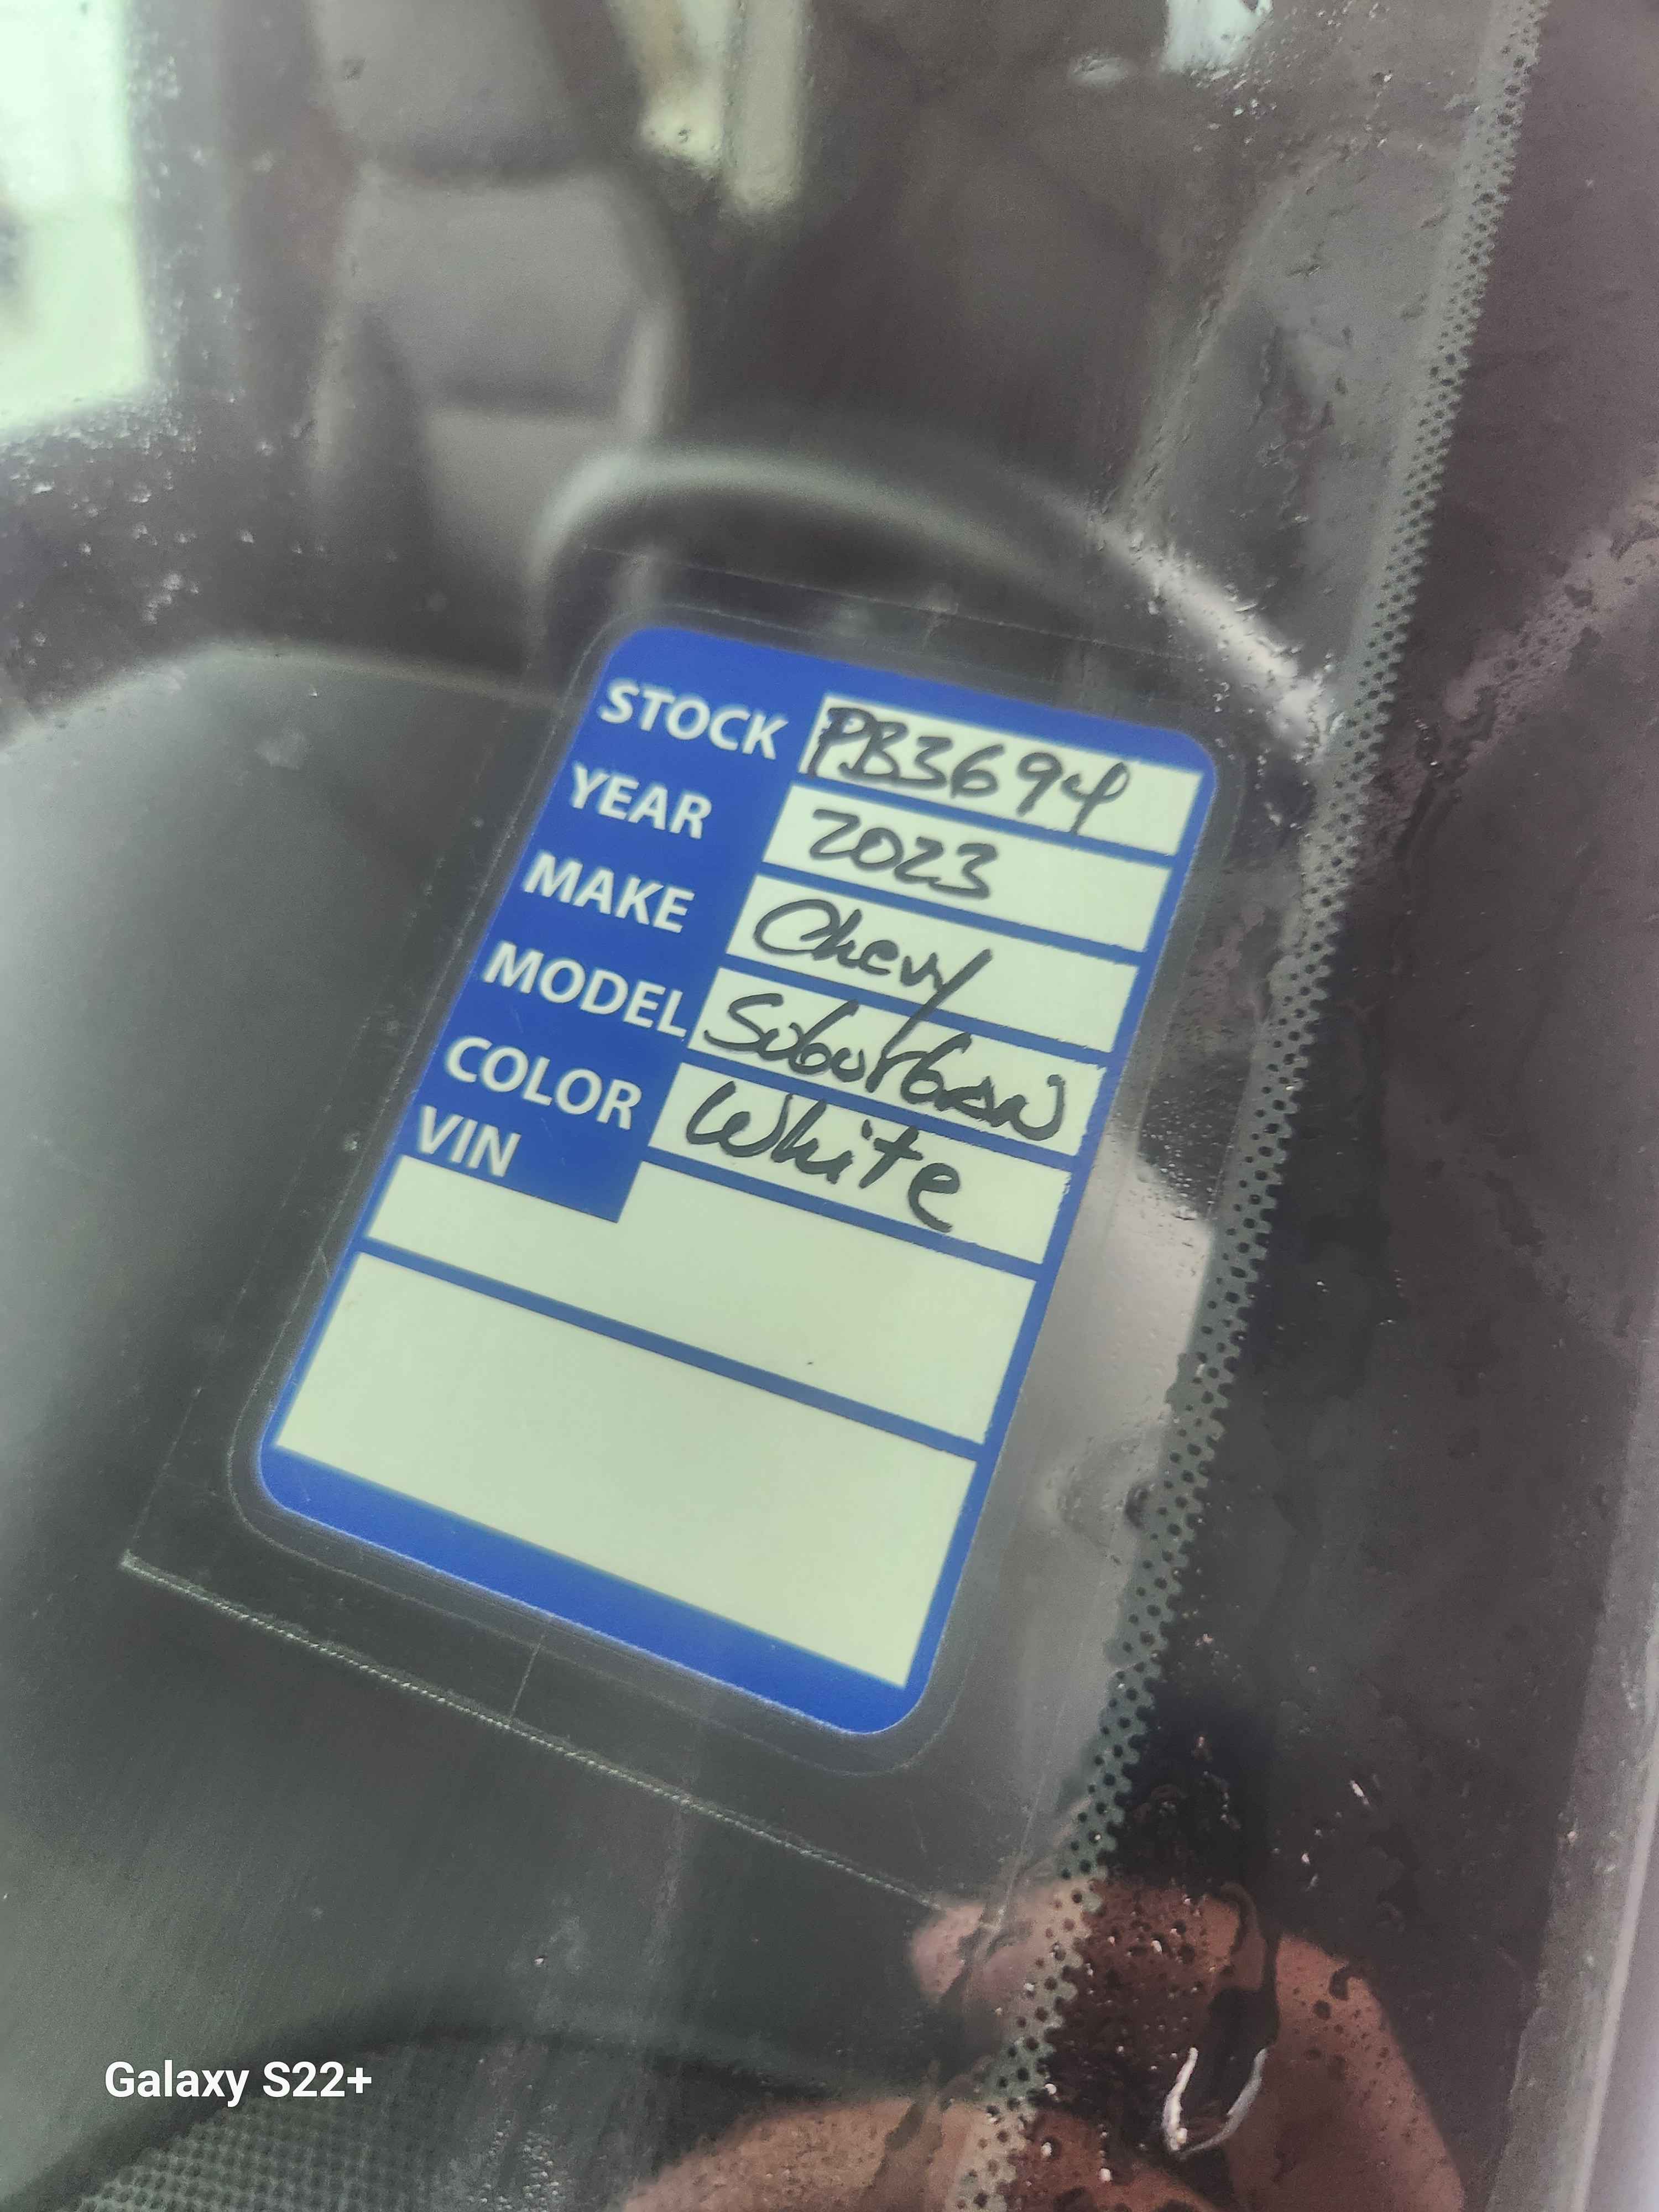 STOCK PB3694
YEAR 2023
MAKE Chevy
MODEL Suburban
COLOR White
VIN
Galaxy S22+